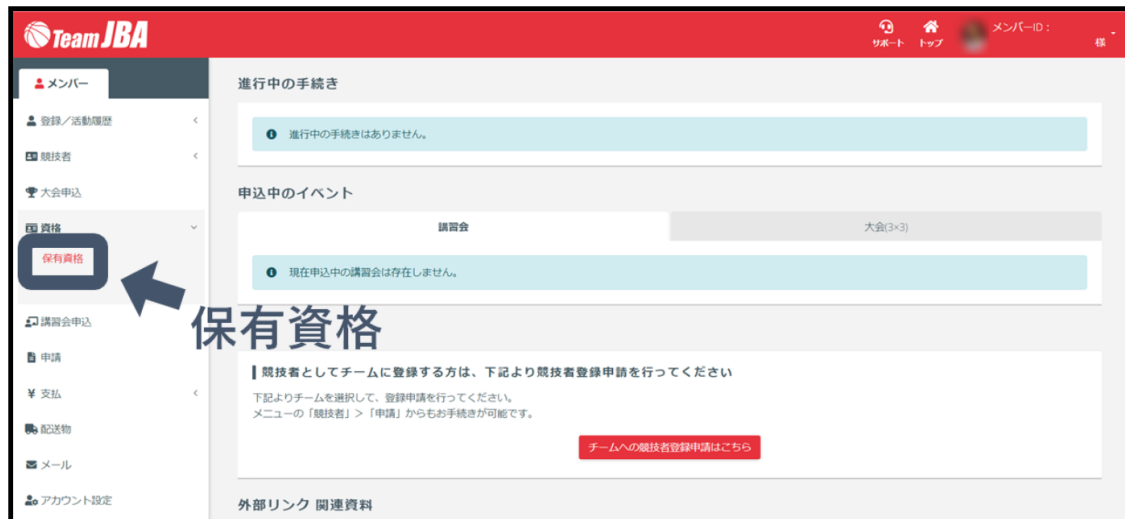 Team JBA
サポート
トップ
メンバーID：
様
メンバー
登録／活動履歴
競技者
大会申込
資格
保有資格
講習会申込
申請
¥ 支払
配送物
メール
アカウント設定
進行中の手続き
進行中の手続きはありません。
申込中のイベント
講習会
大会(3×3)
現在申込中の講習会は存在しません。
保有資格
競技者としてチームに登録する方は、下記より競技者登録申請を行ってください
下記よりチームを選択して、登録申請を行ってください。
メニューの「競技者」>「申請」からもお手続きが可能です。
チームへの競技者登録申請はこちら
外部リンク 関連資料